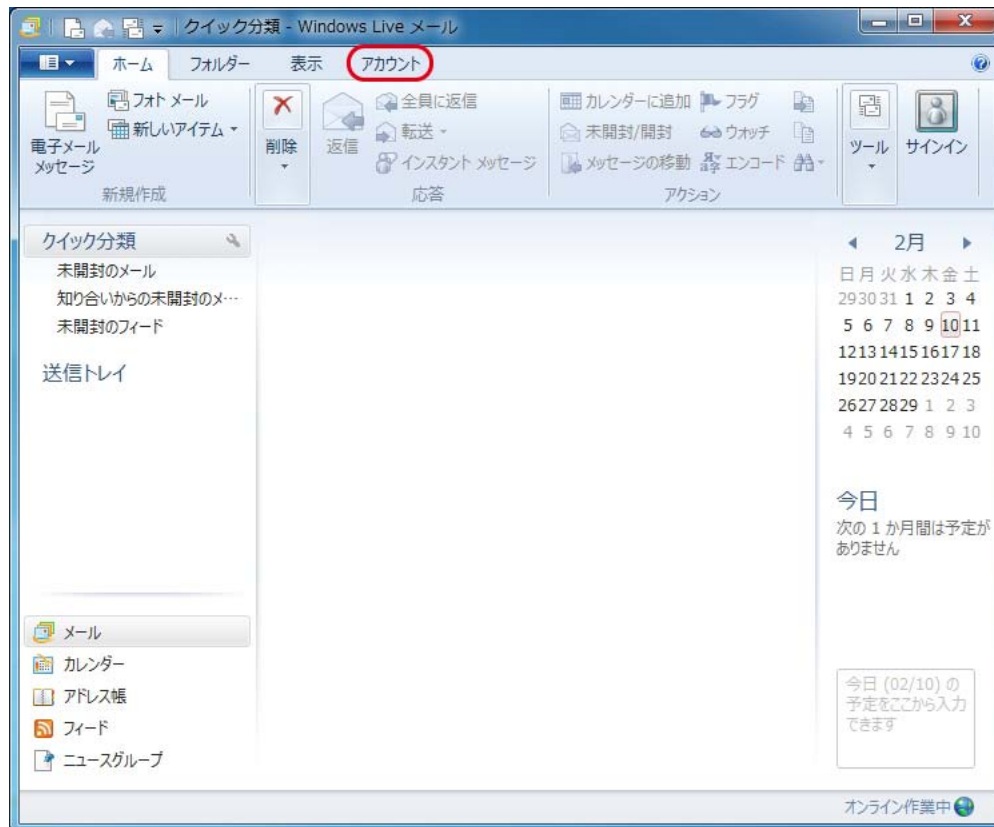 クイック分類 - Windows Live メール
ホーム フォルダー 表示 アカウント
電子メール
メッセージ
フォト メール
新しいアイテム
新規作成
削除
返信
全員に返信
転送
インスタント メッセージ
応答
カレンダーに追加 フラグ
未開封/開封 ウォッチ
メッセージの移動 エンコード
アクション
ツール
サインイン
クイック分類
未開封のメール
知り合いからの未開封のメ…
未開封のフィード
送信トレイ
メール
カレンダー
アドレス帳
フィード
ニュースグループ
2月
日 月 火 水 木 金 土
29 30 31 1 2 3 4
5 6 7 8 9 10 11
12 13 14 15 16 17 18
19 20 21 22 23 24 25
26 27 28 29 1 2 3
4 5 6 7 8 9 10
今日
次の 1 か月間は予定が
ありません
今日 (02/10) の
予定をここから入力
できます
オンライン作業中